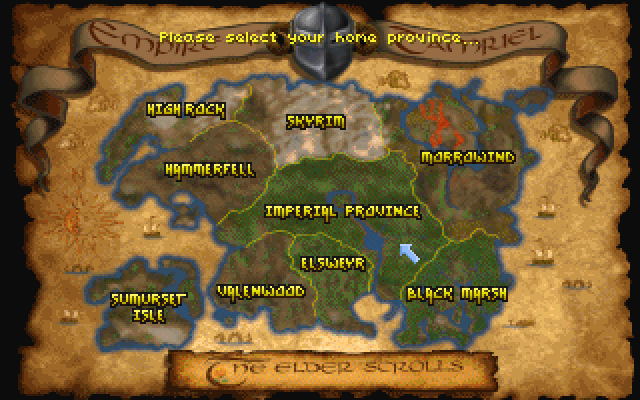 Please select your home province...
EMPIRE
TAMRIEL
HIGH ROCK
SKYRIM
MORROWIND
HAMMERFELL
IMPERIAL PROVINCE
ELSWEYR
VALENWOOD
BLACK MARSH
SUMURSET
ISLE
THE ELDER SCROLLS